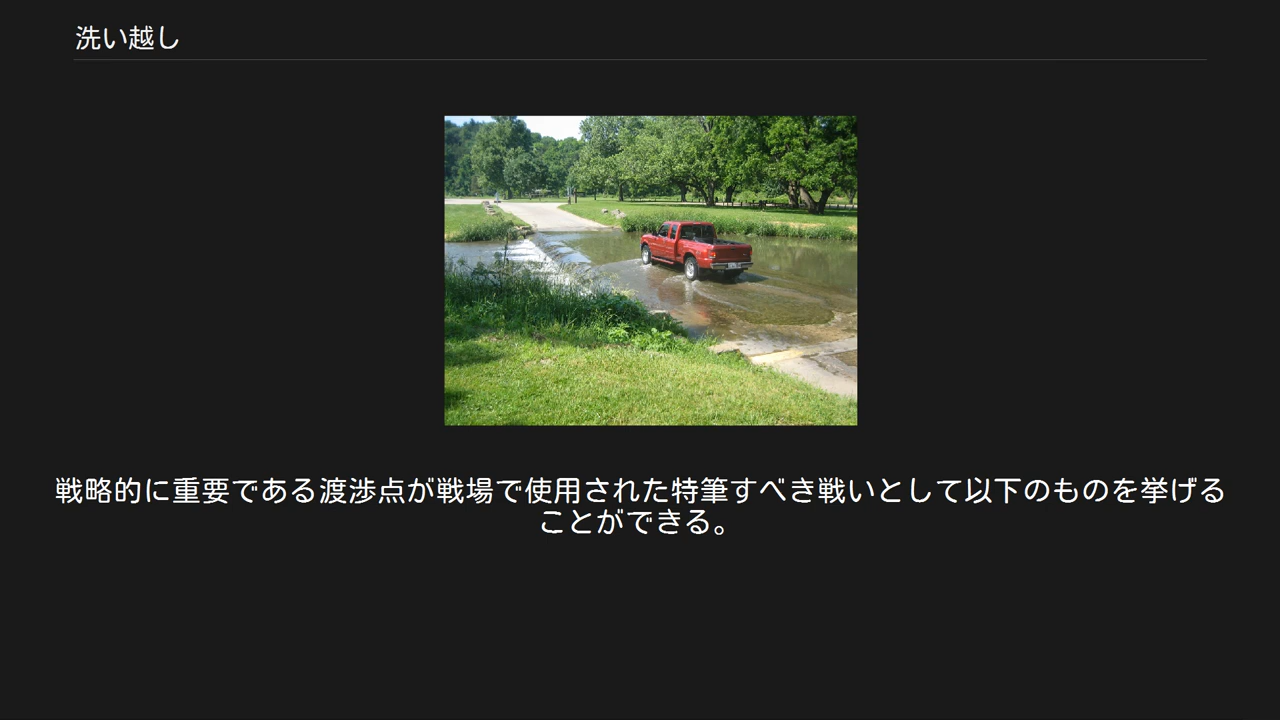 洗い越し
戦略的に重要である渡渉点が戦場で使用された特筆すべき戦いとして以下のものを挙げる
ことができる。